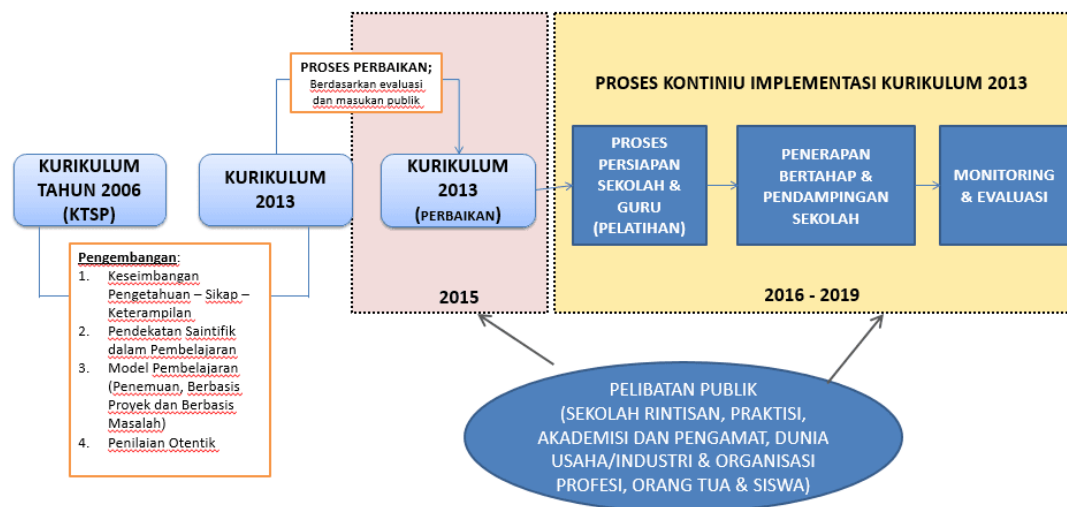 PROSES PERBAIKAN;
Berdasarkan evaluasi
dan masukan publik
PROSES KONTINIU IMPLEMENTASI KURIKULUM 2013
KURIKULUM
TAHUN 2006
(KTSP)
KURIKULUM
2013
KURIKULUM
2013
(PERBAIKAN)
PROSES
PERSIAPAN
SEKOLAH &
GURU
(PELATIHAN)
PENERAPAN
BERTAHAP &
PENDAMPINGAN
SEKOLAH
MONITORING
& EVALUASI
Pengembangan:
1. Keseimbangan
Pengetahuan – Sikap –
Keterampilan
2. Pendekatan Saintifik
dalam Pembelajaran
3. Model Pembelajaran
(Penemuan, Berbasis
Proyek dan Berbasis
Masalah)
4. Penilaian Otentik
2015
2016 - 2019
PELIBATAN PUBLIK
(SEKOLAH RINTISAN, PRAKTISI,
AKADEMISI DAN PENGAMAT, DUNIA
USAHA/INDUSTRI & ORGANISASI
PROFESI, ORANG TUA & SISWA)